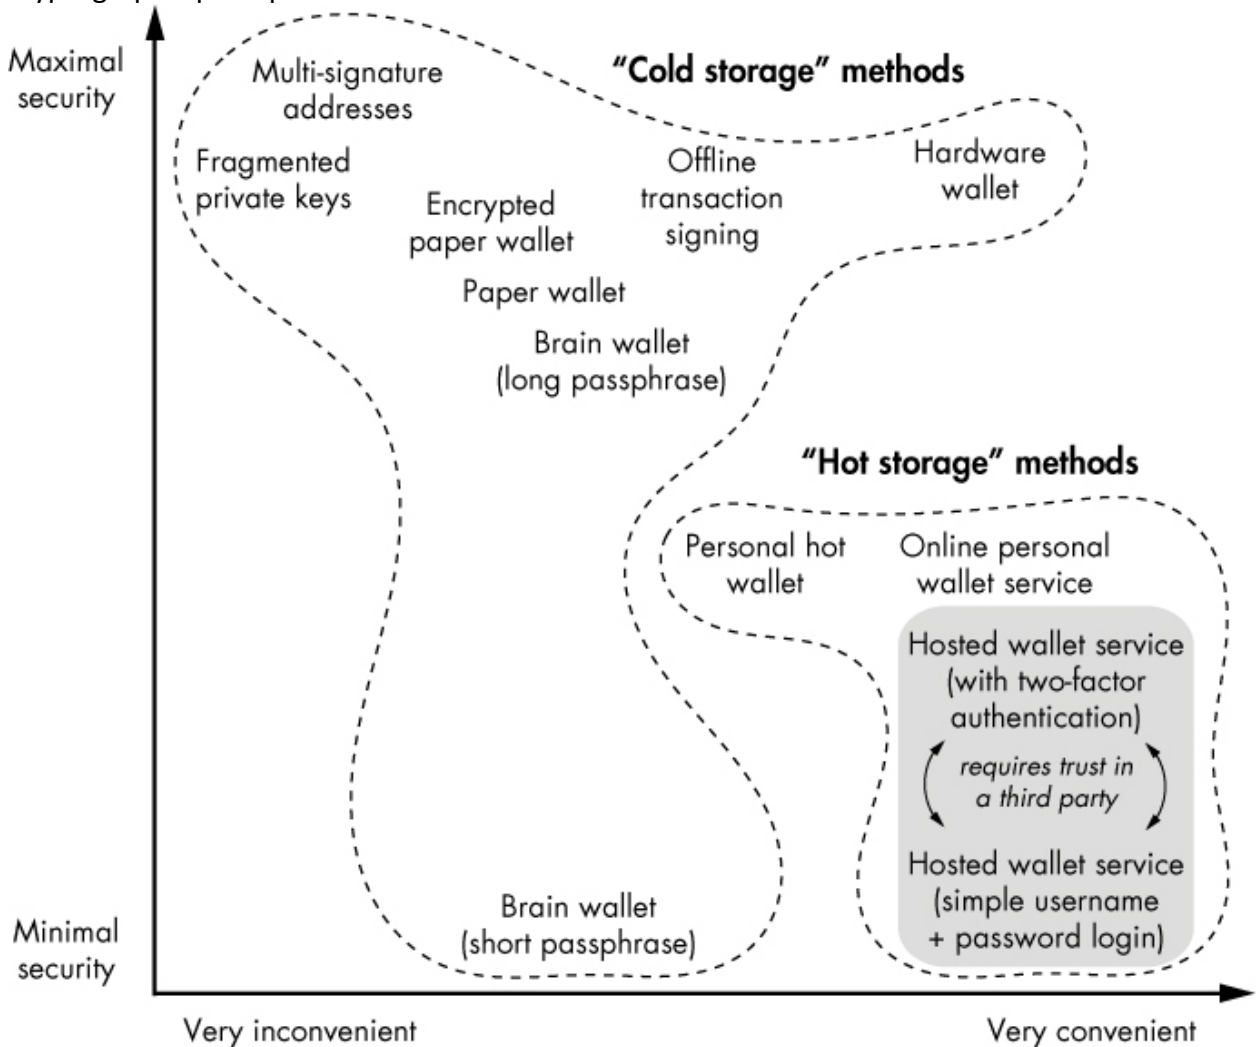 Maximal
security
"Cold storage" methods
Multi-signature
addresses
Fragmented
private keys
Encrypted
paper wallet
Offline
transaction
signing
Hardware
wallet
Paper wallet
Brain wallet
(long passphrase)
"Hot storage" methods
Personal hot
wallet
Online personal
wallet service
Hosted wallet service
(with two-factor
authentication)
requires trust in
a third party
Hosted wallet service
(simple username
+ password login)
Brain wallet
(short passphrase)
Minimal
security
Very inconvenient
Very convenient